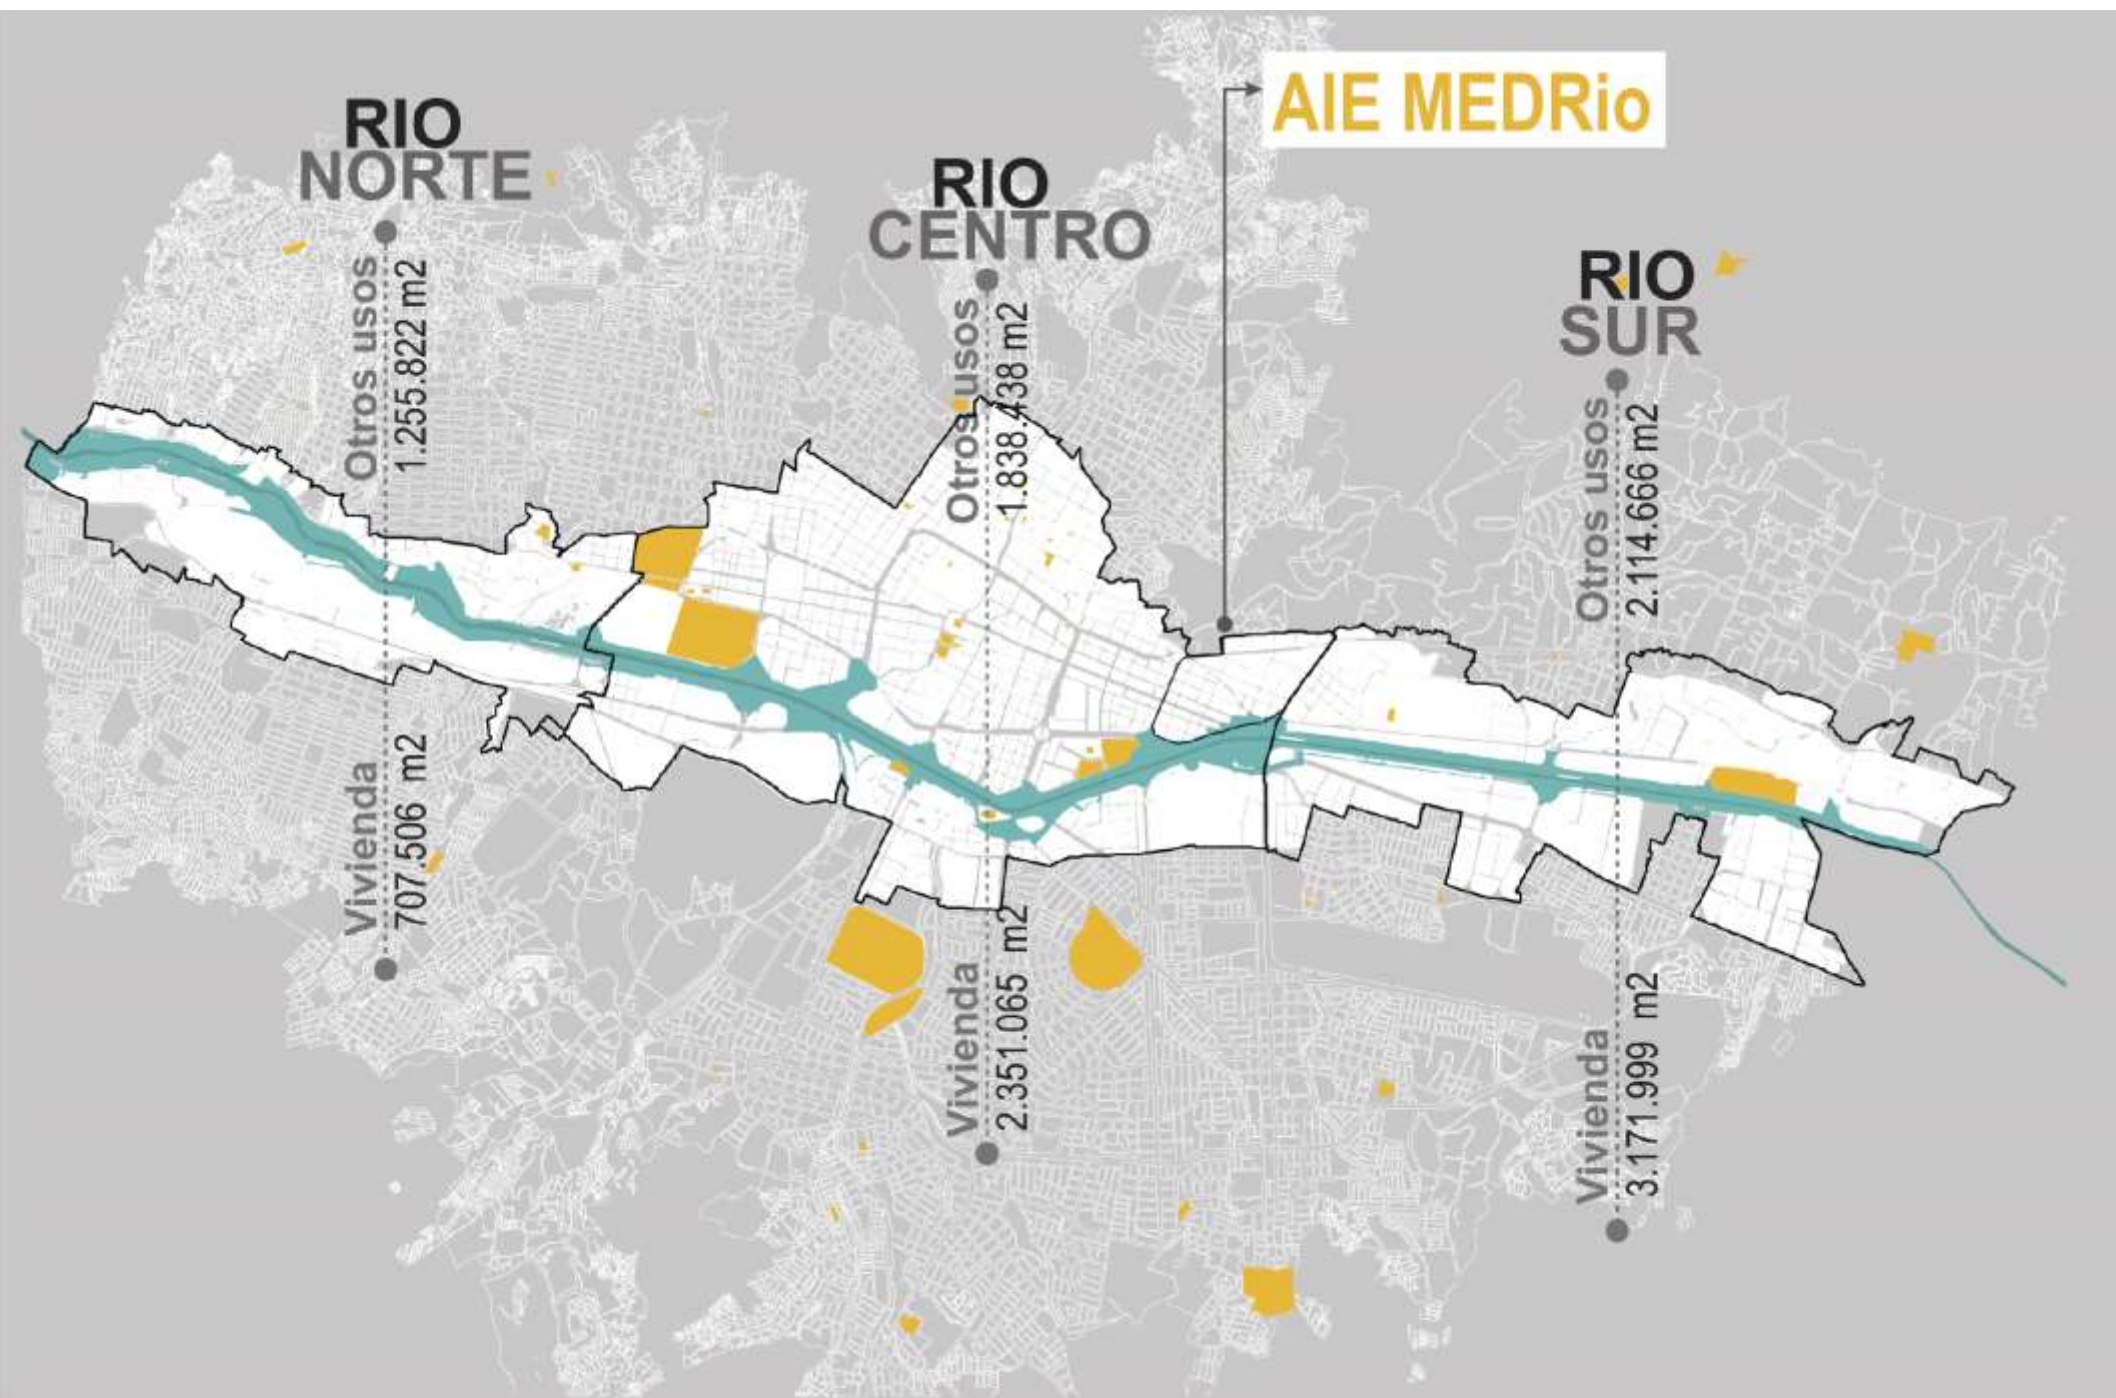 AIE MEDRio
RIO
NORTE
Otros usos
1.255.822 m2
Vivienda
707.506 m2
RIO
CENTRO
Otros usos
1.838.438 m2
Vivienda
2.351.065 m2
RIO
SUR
Otros usos
2.114.666 m2
Vivienda
3.171.999 m2